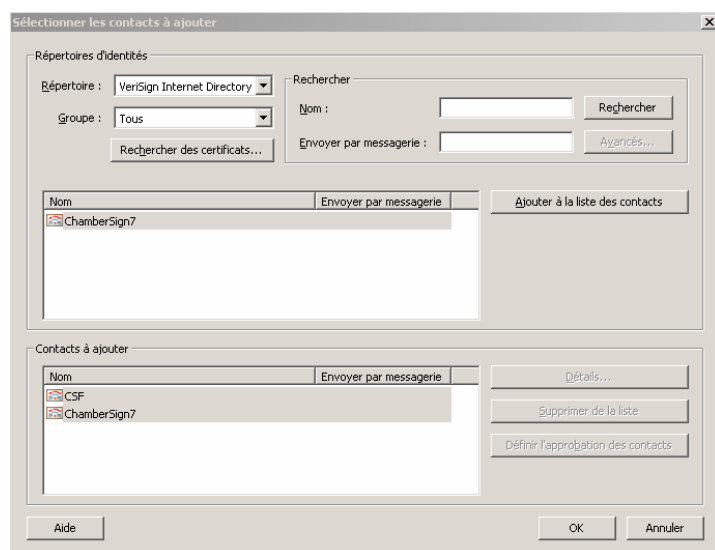 Sélectionner les contacts à ajouter
Répertoires d'identités
Répertoire : VeriSign Internet Directory
Groupe : Tous
Rechercher des certificats...
Rechercher
Nom : Rechercher
Envoyer par messagerie : Avancés...
Nom Envoyer par messagerie
ChamberSign7
Ajouter à la liste des contacts
Contacts à ajouter
Nom Envoyer par messagerie
CSF
ChamberSign7
Détails...
Supprimer de la liste
Définir l'approbation des contacts
Aide OK Annuler